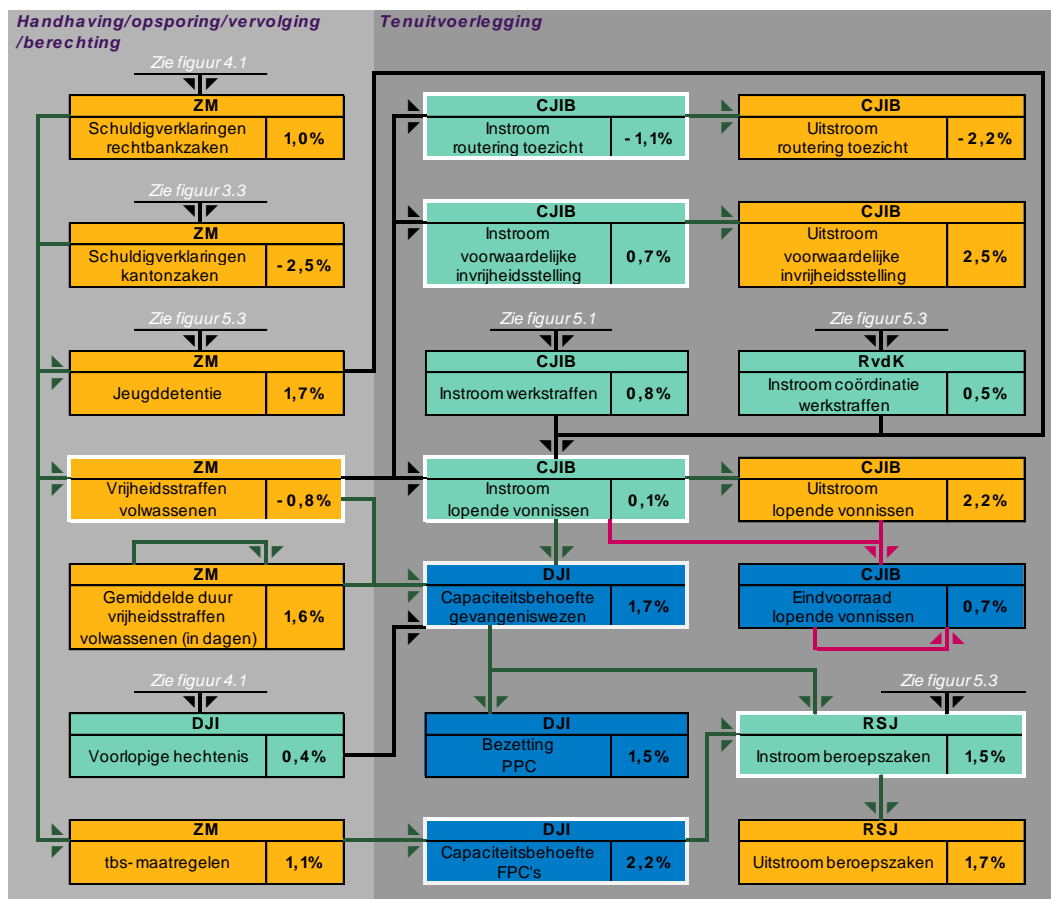 Handhaving/opsporing/vervolging
/berechting
Tenuitvoerlegging
Zie figuur 4.1
ZM
Schuldigverklaringen
rechtbankzaken
1,0%
CJIB
Instroom
routering toezicht
-1,1%
CJIB
Uitstroom
routering toezicht
-2,2%
Zie figuur 3.3
ZM
Schuldigverklaringen
kantonzaken
-2,5%
CJIB
Instroom
voorwaardelijke
invrijheidsstelling
0,7%
CJIB
Uitstroom
voorwaardelijke
invrijheidsstelling
2,5%
Zie figuur 5.3
ZM
Jeugddetentie
1,7%
Zie figuur 5.1
CJIB
Instroom werkstraffen
0,8%
Zie figuur 5.3
RvdK
Instroom coördinatie
werkstraffen
0,5%
ZM
Vrijheidsstraffen
volwassenen
-0,8%
CJIB
Instroom
lopende vonnissen
0,1%
CJIB
Uitstroom
lopende vonnissen
2,2%
ZM
Gemiddelde duur
vrijheidsstraffen
volwassenen (in dagen)
1,6%
DJI
Capaciteitsbehoefte
gevangeniswezen
1,7%
CJIB
Eindvoorraad
lopende vonnissen
0,7%
Zie figuur 4.1
DJI
Voorlopige hechtenis
0,4%
DJI
Bezetting
PPC
1,5%
Zie figuur 5.3
RSJ
Instroom beroepszaken
1,5%
ZM
tbs-maatregelen
1,1%
DJI
Capaciteitsbehoefte
FPC's
2,2%
RSJ
Uitstroom beroepszaken
1,7%